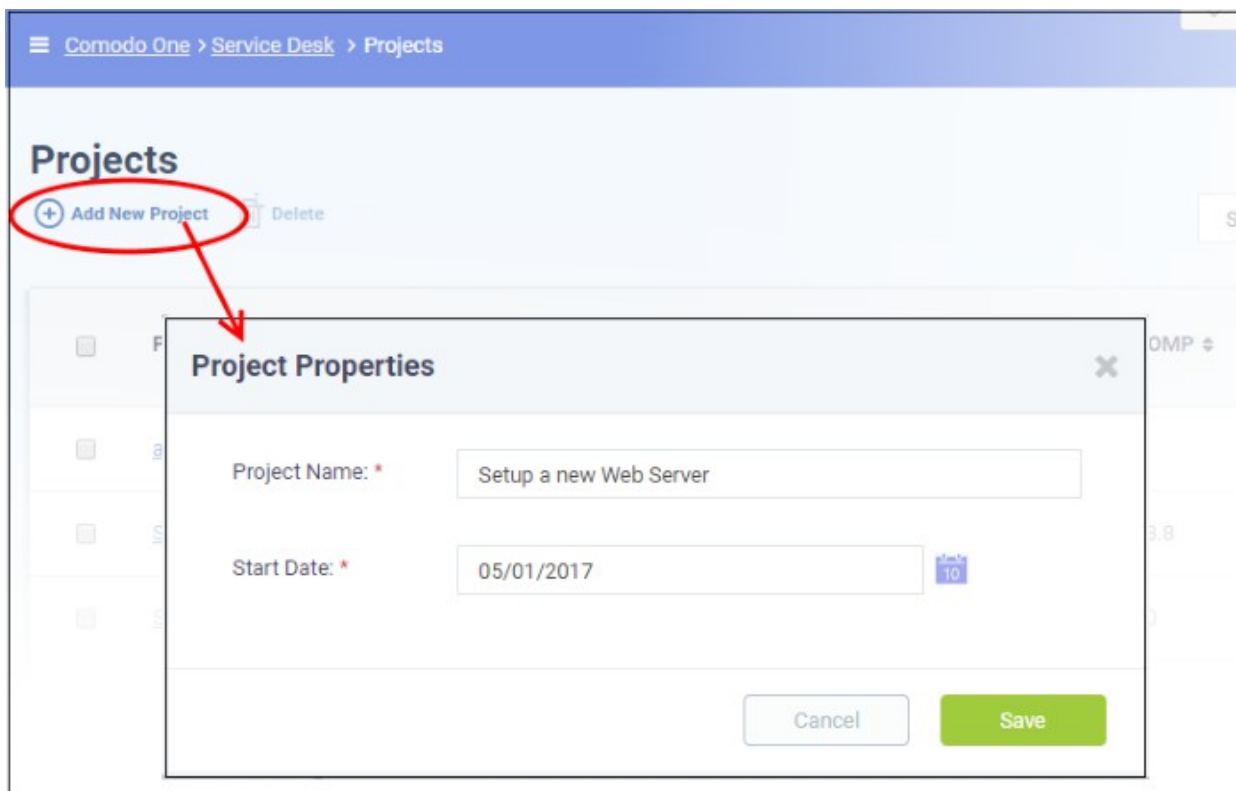 Comodo One > Service Desk > Projects
Projects
Add New Project Delete
Project Properties
Project Name: *
Setup a new Web Server
Start Date: *
05/01/2017
10
Cancel
Save